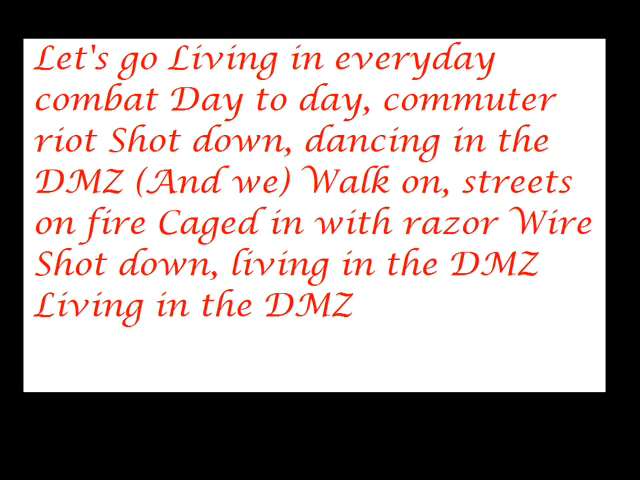 Let's go Living in everyday
combat Day to day, commuter
riot Shot down, dancing in the
DMZ (And we) Walk on, streets
on fire Caged in with razor Wire
Shot down, living in the DMZ
Living in the DMZ